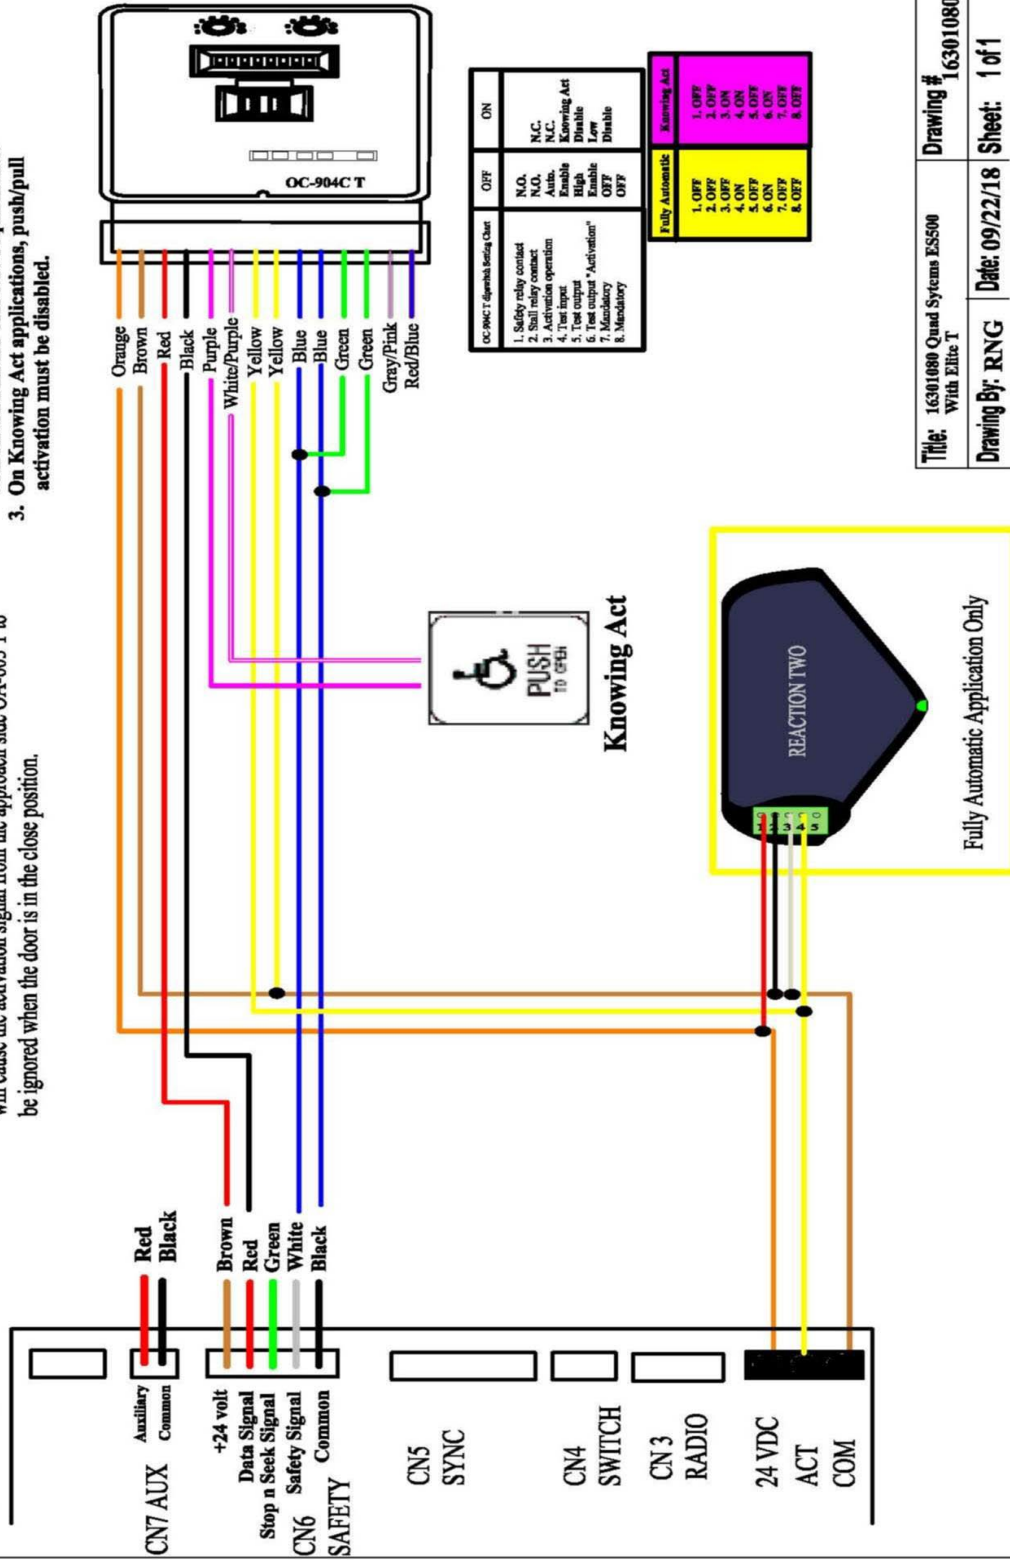 3. On Knowing Act applications, push/pull
activation must be disabled.
will cause the activation signal from the approach side
be ignored when the door is in the close position.
OC-904C T
Orange
Brown
Red
Black
Purple
White/Purple
Yellow
Yellow
Blue
Blue
Green
Green
Gray/Pink
Red/Blue
OC-904C T dipswitch Setting Chart
OFF
ON
1. Safety relay contact
N.O.
N.C.
2. Stall relay contact
N.O.
N.C.
3. Activation operation
Auto.
Knowing Act
4. Test input
Enable
Disable
5. Test output
High
Low
6. Test output "Activation"
Enable
Disable
7. Mandatory
OFF
8. Mandatory
OFF
Fully Automatic
1. OFF
2. OFF
3. OFF
4. ON
5. OFF
6. ON
7. OFF
8. OFF
Knowing Act
1. OFF
2. OFF
3. ON
4. ON
5. OFF
6. ON
7. OFF
8. OFF
PUSH
TO OPEN
Knowing Act
REACTION TWO
1
2
3
4
5
Fully Automatic Application Only
Red
Black
Brown
Red
Green
White
Black
Auxiliary
Common
CN7 AUX
+24 volt
Data Signal
Stop n Seek Signal
Safety Signal
Common
CN6
SAFETY
CN5
SYNC
CN4
SWITCH
CN 3
RADIO
24 VDC
ACT
COM
Title: 16301080 Quad Sytems ES500
With Elite T
Drawing #
16301080
Drawing By: RNG
Date: 09/22/18
Sheet: 1 of 1